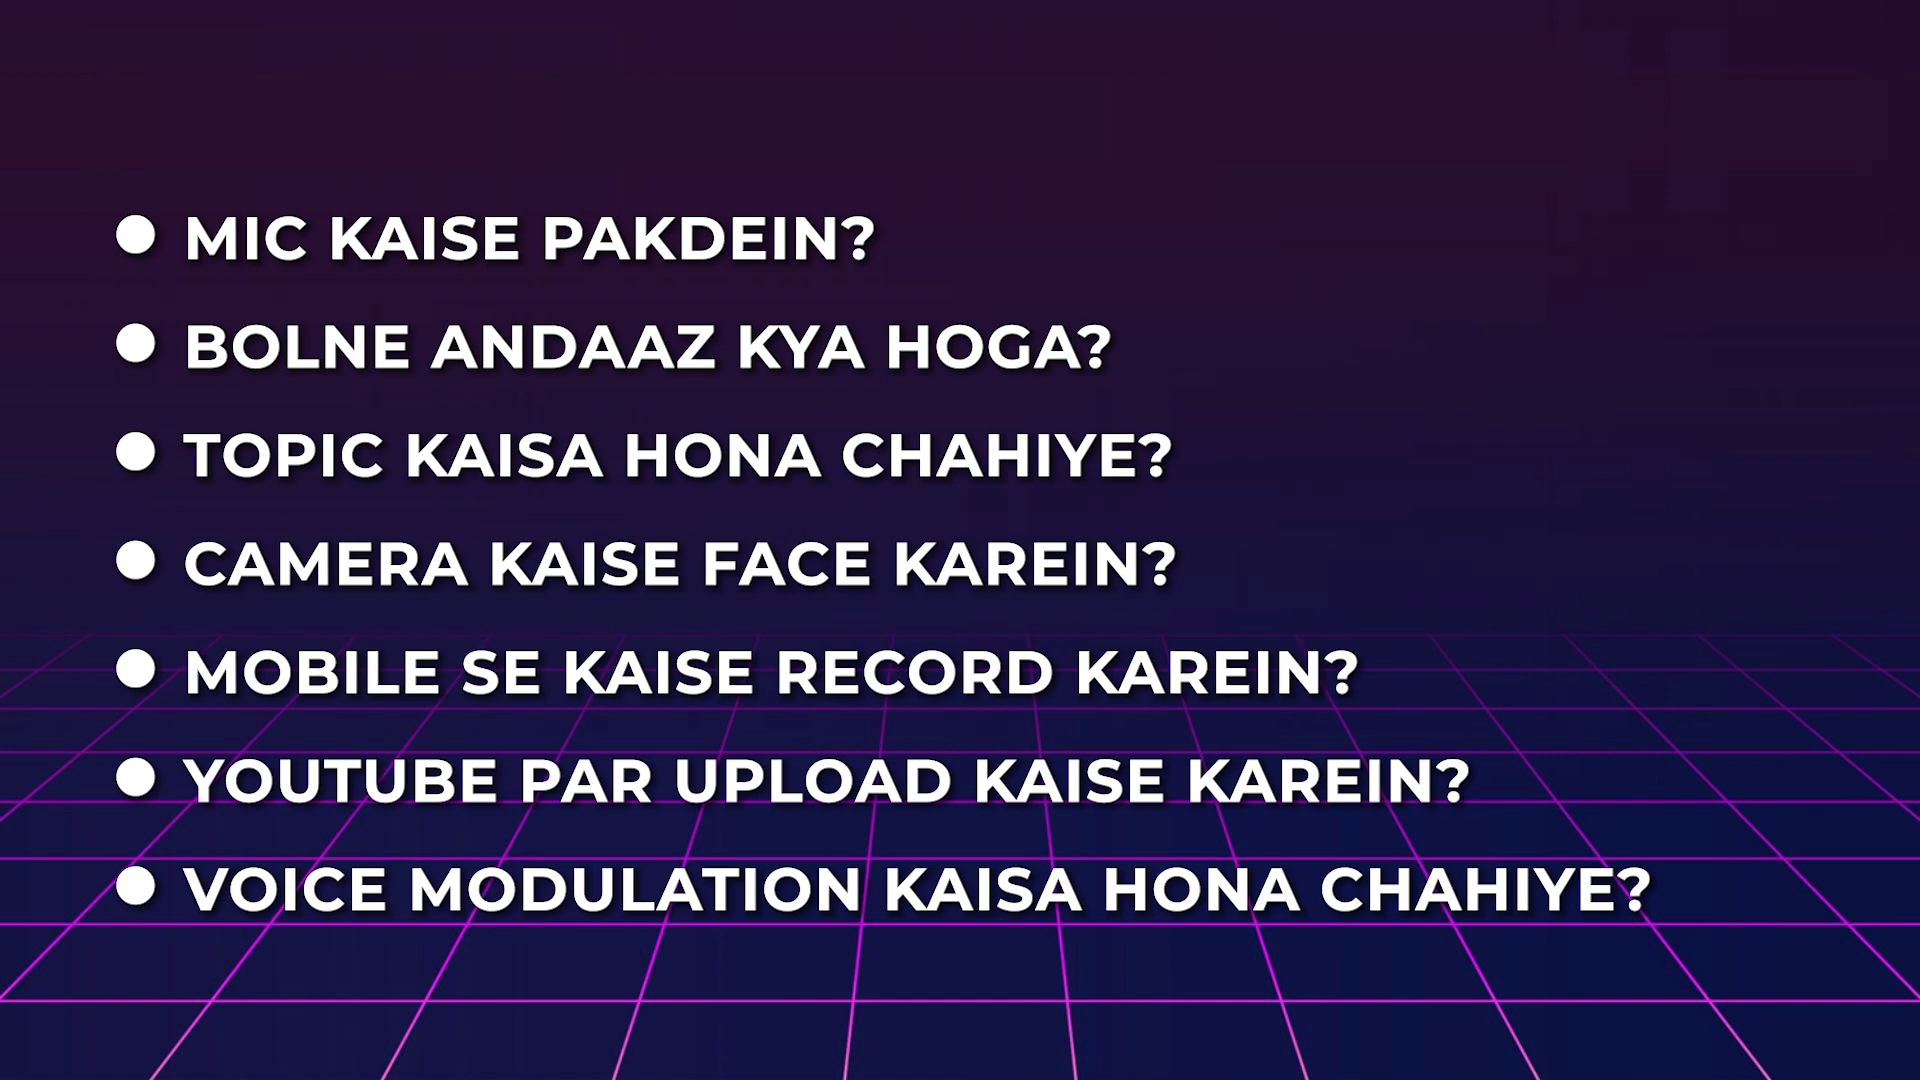 ● MIC KAISE PAKDEIN?
● BOLNE ANDAAZ KYA HOGA?
● TOPIC KAISA HONA CHAHIYE?
● CAMERA KAISE FACE KAREIN?
● MOBILE SE KAISE RECORD KAREIN?
● YOUTUBE PAR UPLOAD KAISE KAREIN?
● VOICE MODULATION KAISA HONA CHAHIYE?